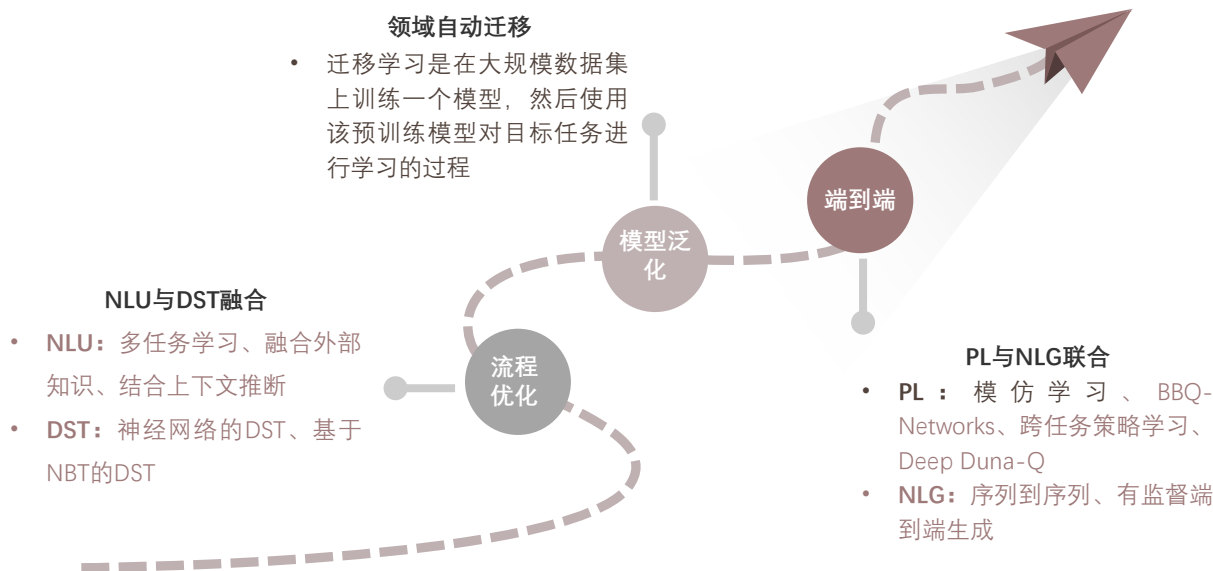 领域自动迁移
• 迁移学习是在大规模数据集
上训练一个模型，然后使用
该预训练模型对目标任务进
行学习的过程
端到端
模型泛
化
NLU与DST融合
• NLU：多任务学习、融合外部
知识、结合上下文推断
• DST：神经网络的DST、基于
NBT的DST
流程
优化
PL与NLG联合
• PL：模仿学习、BBQ-
Networks、跨任务策略学习、
Deep Duna-Q
• NLG：序列到序列、有监督端
到端生成